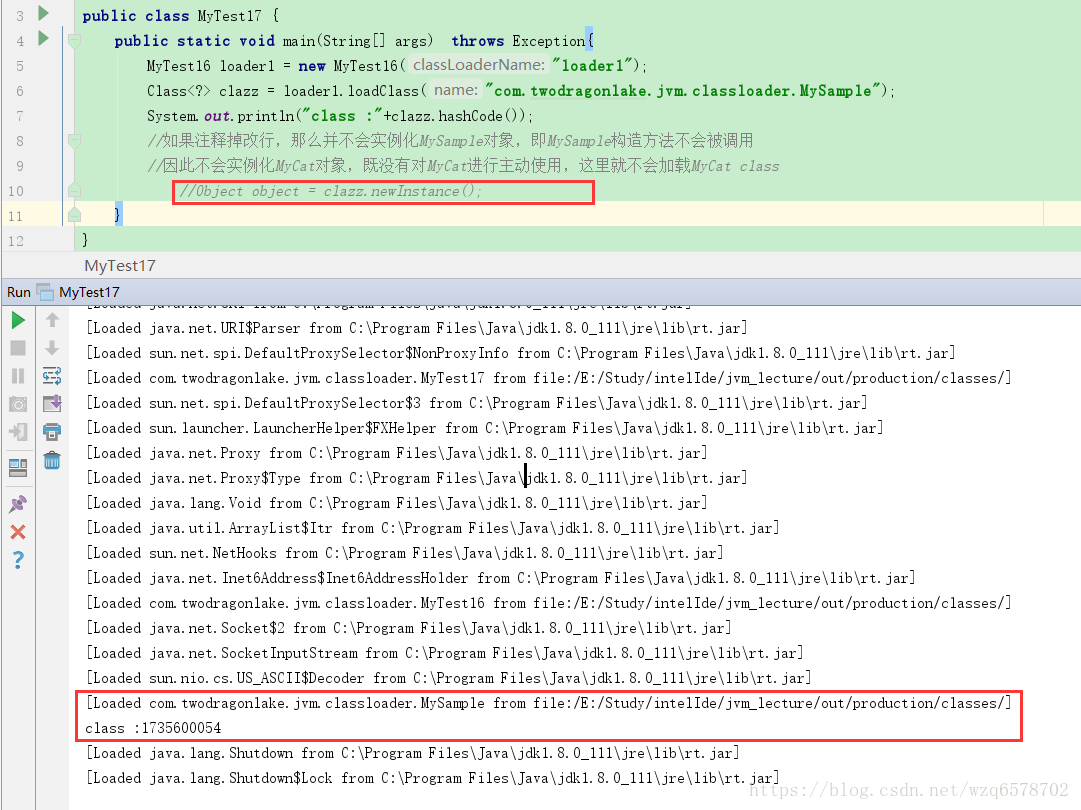 3 public class MyTest17 {
4 public static void main(String[] args) throws Exception{
5 MyTest16 loader1 = new MyTest16( classLoaderName: "loader1");
6 Class<?> clazz = loader1.loadClass( name: "com.twodragonlake.jvm.classloader.MySample");
7 System.out.println("class :"+clazz.hashCode());
8 //如果注释掉改行，那么并不会实例化MySample对象，即MySample构造方法不会被调用
9 //因此不会实例化MyCat对象，既没有对MyCat进行主动使用，这里就不会加载MyCat class
10 //Object object = clazz.newInstance();
11 }
12 }
MyTest17
Run MyTest17
[Loaded java.net.URI$Parser from C:\Program Files\Java\jdk1.8.0_111\jre\lib\rt.jar]
[Loaded sun.net.spi.DefaultProxySelector$NonProxyInfo from C:\Program Files\Java\jdk1.8.0_111\jre\lib\rt.jar]
[Loaded com.twodragonlake.jvm.classloader.MyTest17 from file:/E:/Study/intelIde/jvm_lecture/out/production/classes/]
[Loaded sun.net.spi.DefaultProxySelector$3 from C:\Program Files\Java\jdk1.8.0_111\jre\lib\rt.jar]
[Loaded sun.launcher.LauncherHelper$FXHelper from C:\Program Files\Java\jdk1.8.0_111\jre\lib\rt.jar]
[Loaded java.net.Proxy from C:\Program Files\Java\jdk1.8.0_111\jre\lib\rt.jar]
[Loaded java.net.Proxy$Type from C:\Program Files\Java\jdk1.8.0_111\jre\lib\rt.jar]
[Loaded java.lang.Void from C:\Program Files\Java\jdk1.8.0_111\jre\lib\rt.jar]
[Loaded java.util.ArrayList$Itr from C:\Program Files\Java\jdk1.8.0_111\jre\lib\rt.jar]
[Loaded sun.net.NetHooks from C:\Program Files\Java\jdk1.8.0_111\jre\lib\rt.jar]
[Loaded java.net.Inet6Address$Inet6AddressHolder from C:\Program Files\Java\jdk1.8.0_111\jre\lib\rt.jar]
[Loaded com.twodragonlake.jvm.classloader.MyTest16 from file:/E:/Study/intelIde/jvm_lecture/out/production/classes/]
[Loaded java.net.Socket$2 from C:\Program Files\Java\jdk1.8.0_111\jre\lib\rt.jar]
[Loaded java.net.SocketInputStream from C:\Program Files\Java\jdk1.8.0_111\jre\lib\rt.jar]
[Loaded sun.nio.cs.US_ASCII$Decoder from C:\Program Files\Java\jdk1.8.0_111\jre\lib\rt.jar]
[Loaded com.twodragonlake.jvm.classloader.MySample from file:/E:/Study/intelIde/jvm_lecture/out/production/classes/]
class :1735600054
[Loaded java.lang.Shutdown from C:\Program Files\Java\jdk1.8.0_111\jre\lib\rt.jar]
[Loaded java.lang.Shutdown$Lock from C:\Program Files\Java\jdk1.8.0_111\jre\lib\rt.jar]
https://blog.csdn.net/wzq6578702